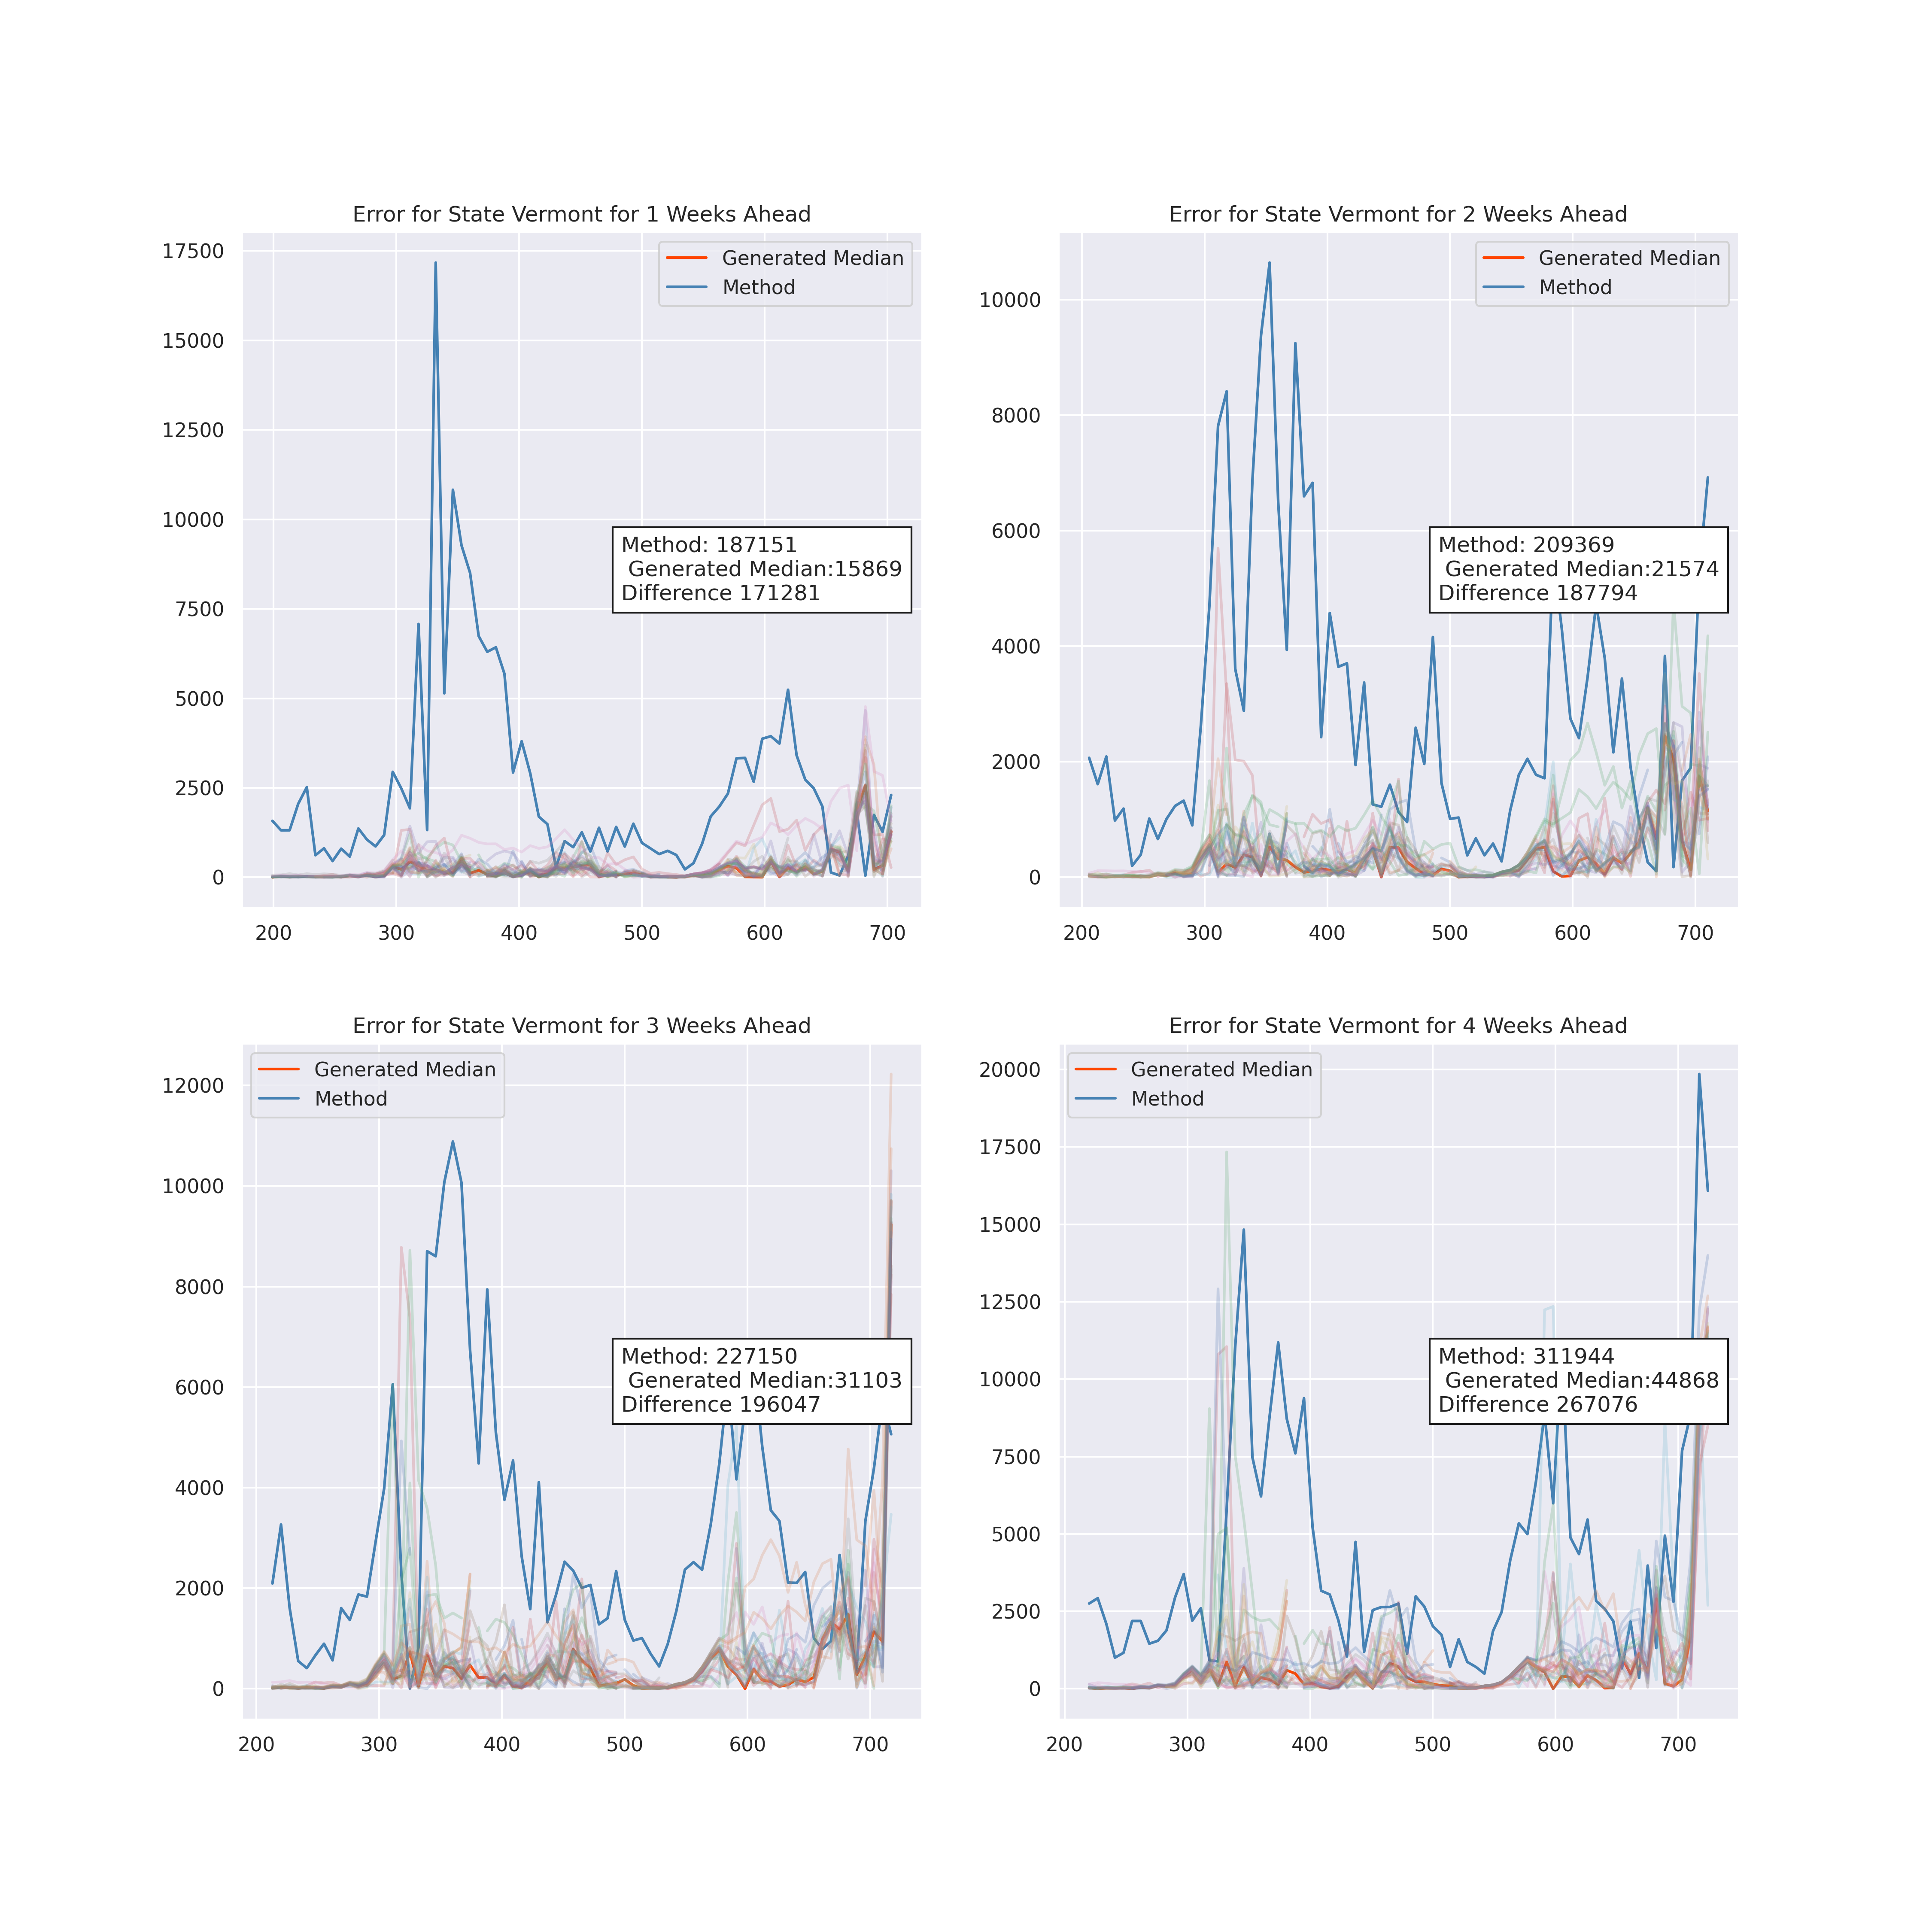 Error for State Vermont for 1 Weeks Ahead
17500
15000
12500
10000
7500
5000
2500
0
Generated Median
Method
Method: 187151
Generated Median:15869
Difference 171281
200 300 400 500 600 700
Error for State Vermont for 2 Weeks Ahead
10000
8000
6000
4000
2000
0
Generated Median
Method
Method: 209369
Generated Median:21574
Difference 187794
200 300 400 500 600 700
Error for State Vermont for 3 Weeks Ahead
12000
10000
8000
6000
4000
2000
0
Generated Median
Method
Method: 227150
Generated Median:31103
Difference 196047
200 300 400 500 600 700
Error for State Vermont for 4 Weeks Ahead
20000
17500
15000
12500
10000
7500
5000
2500
0
Generated Median
Method
Method: 311944
Generated Median:44868
Difference 267076
200 300 400 500 600 700